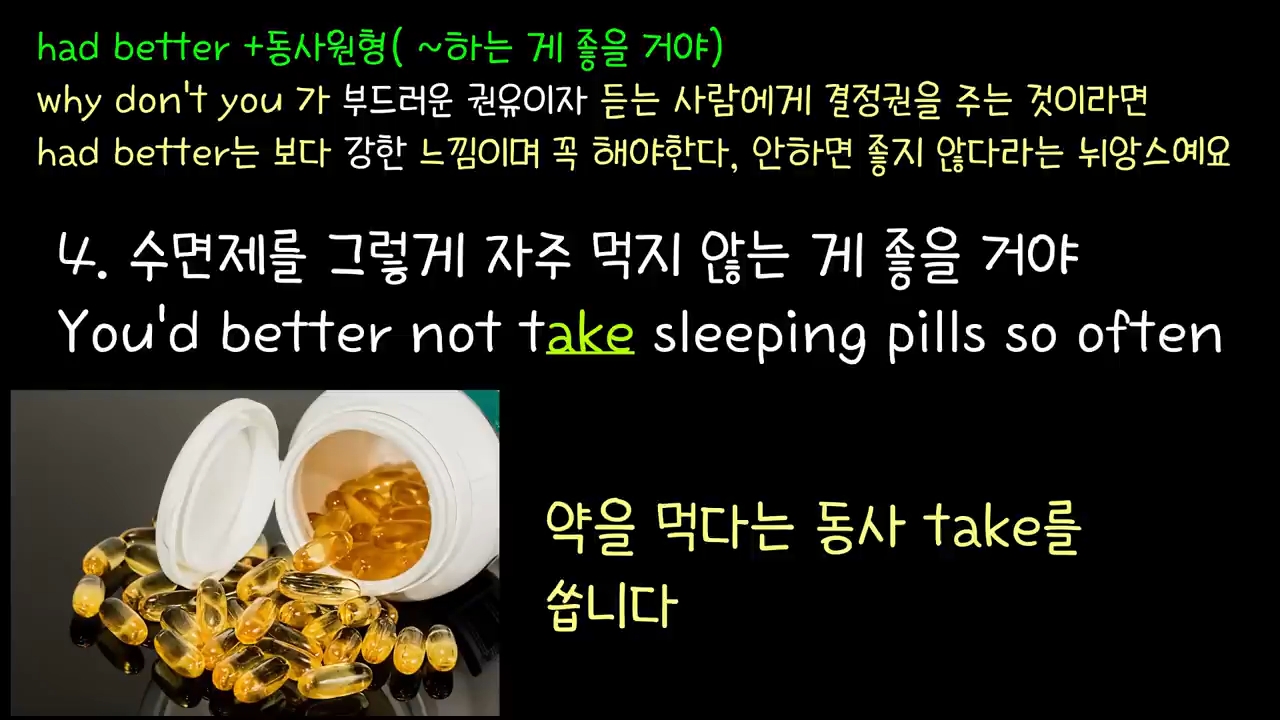 had better +동사원형( ~하는 게 좋을 거야)
why don't you 가 부드러운 권유이자 듣는 사람에게 결정권을 주는 것이라면
had better는 보다 강한 느낌이며 꼭 해야한다, 안하면 좋지 않다라는 뉘앙스예요
4. 수면제를 그렇게 자주 먹지 않는 게 좋을 거야
You'd better not take sleeping pills so often
약을 먹다는 동사 take를
씁니다